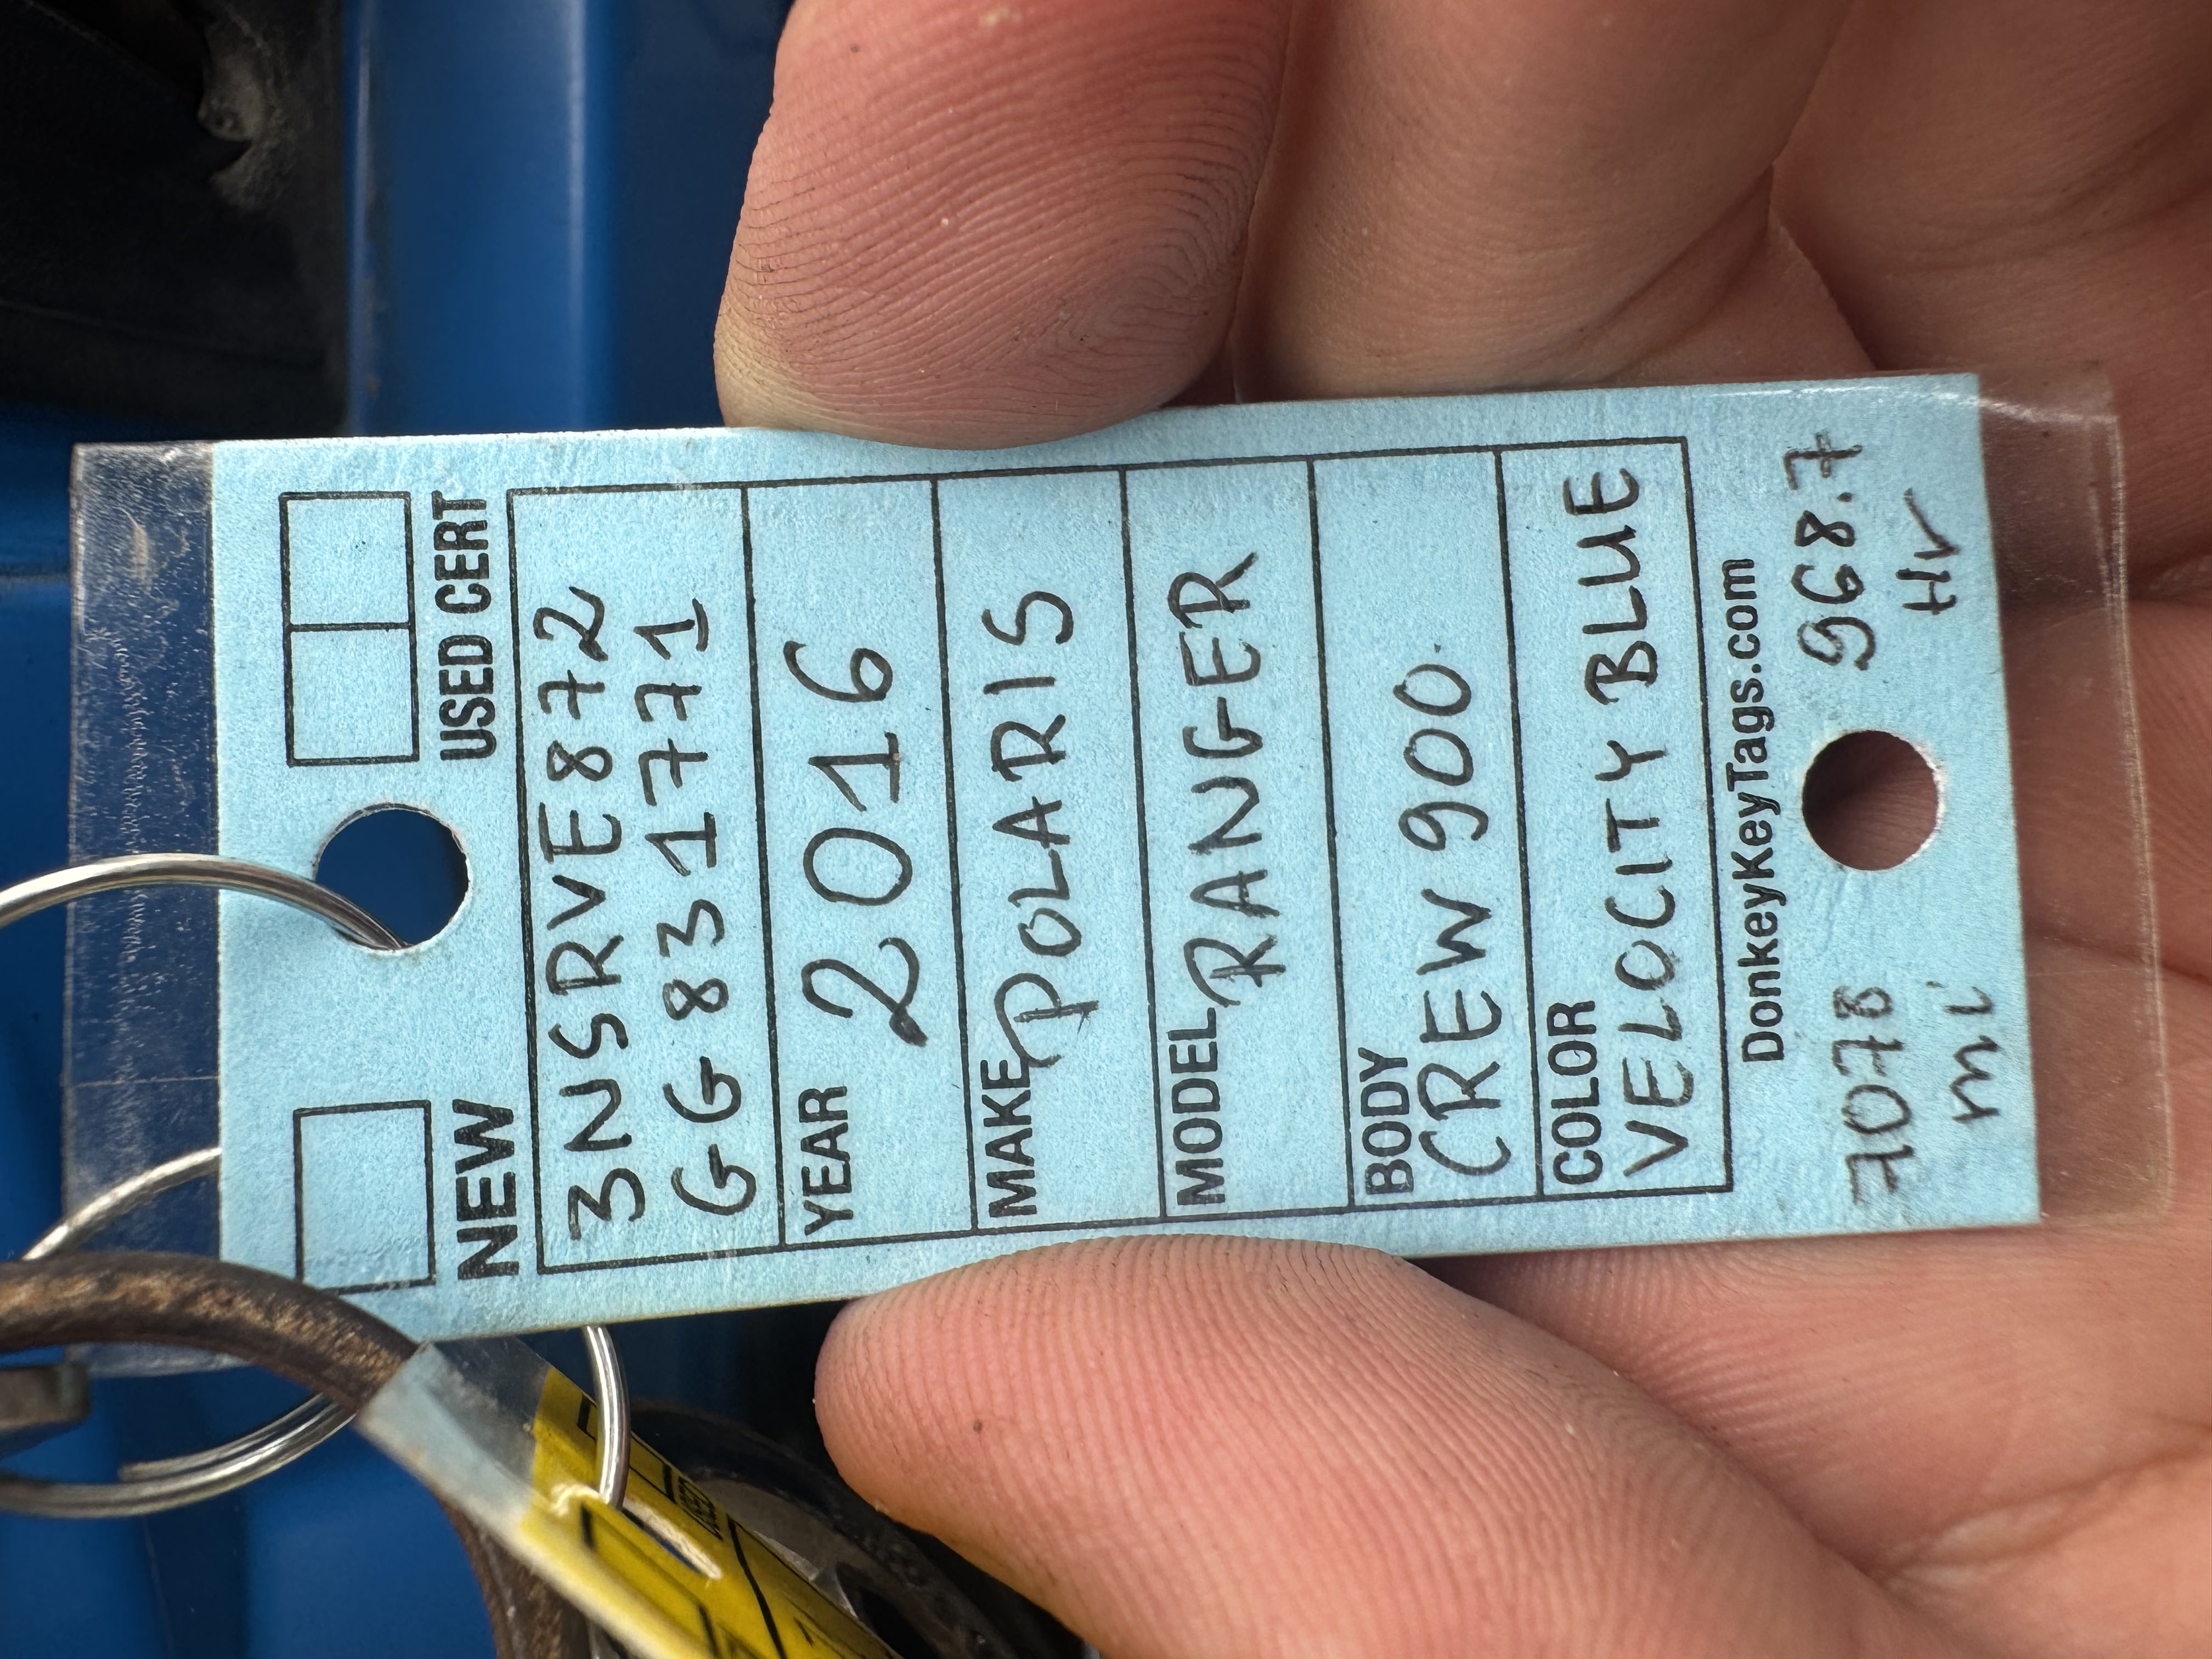 NEW USED CERT
3NSRVE872
GG831771
YEAR 2016
MAKE POLARIS
MODEL RANGER
BODY
CREW 900.
COLOR
VELOCITY BLUE
DonkeyKeyTags.com
7078 968.7
mi Hr